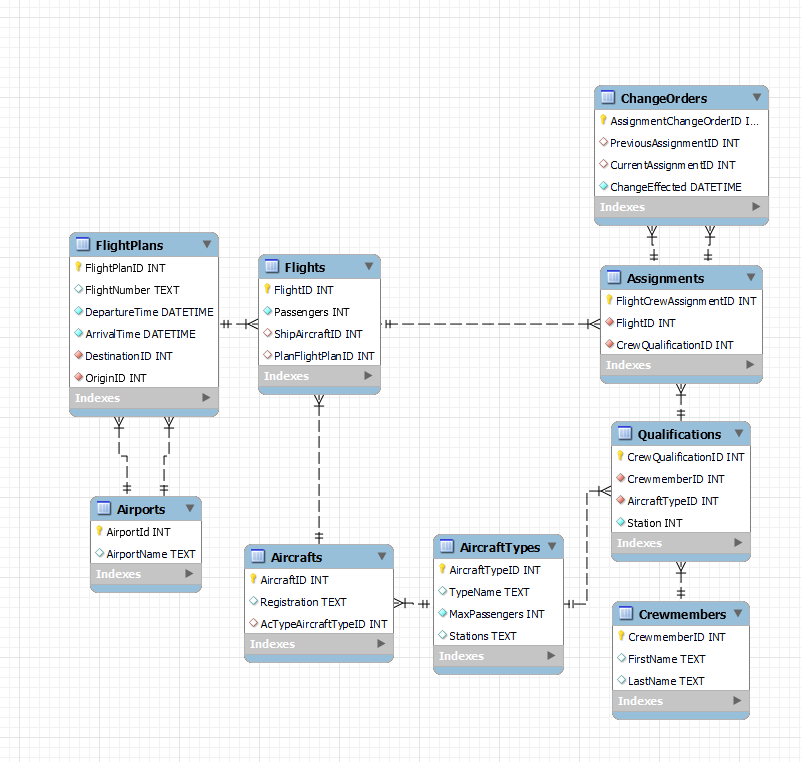 ChangeOrders
AssignmentChangeOrderID I...
PreviousAssignmentID INT
CurrentAssignmentID INT
ChangeEffected DATETIME
Indexes
FlightPlans
FlightPlanID INT
FlightNumber TEXT
DepartureTime DATETIME
ArrivalTime DATETIME
DestinationID INT
OriginID INT
Indexes
Flights
FlightID INT
Passengers INT
ShipAircraftID INT
PlanFlightPlanID INT
Indexes
Assignments
FlightCrewAssignmentID INT
FlightID INT
CrewQualificationID INT
Indexes
Qualifications
CrewQualificationID INT
CrewmemberID INT
AircraftTypeID INT
Station INT
Indexes
Airports
AirportId INT
AirportName TEXT
Indexes
Aircrafts
AircraftID INT
Registration TEXT
AcTypeAircraftTypeID INT
Indexes
AircraftTypes
AircraftTypeID INT
TypeName TEXT
MaxPassengers INT
Stations TEXT
Indexes
Crewmembers
CrewmemberID INT
FirstName TEXT
LastName TEXT
Indexes